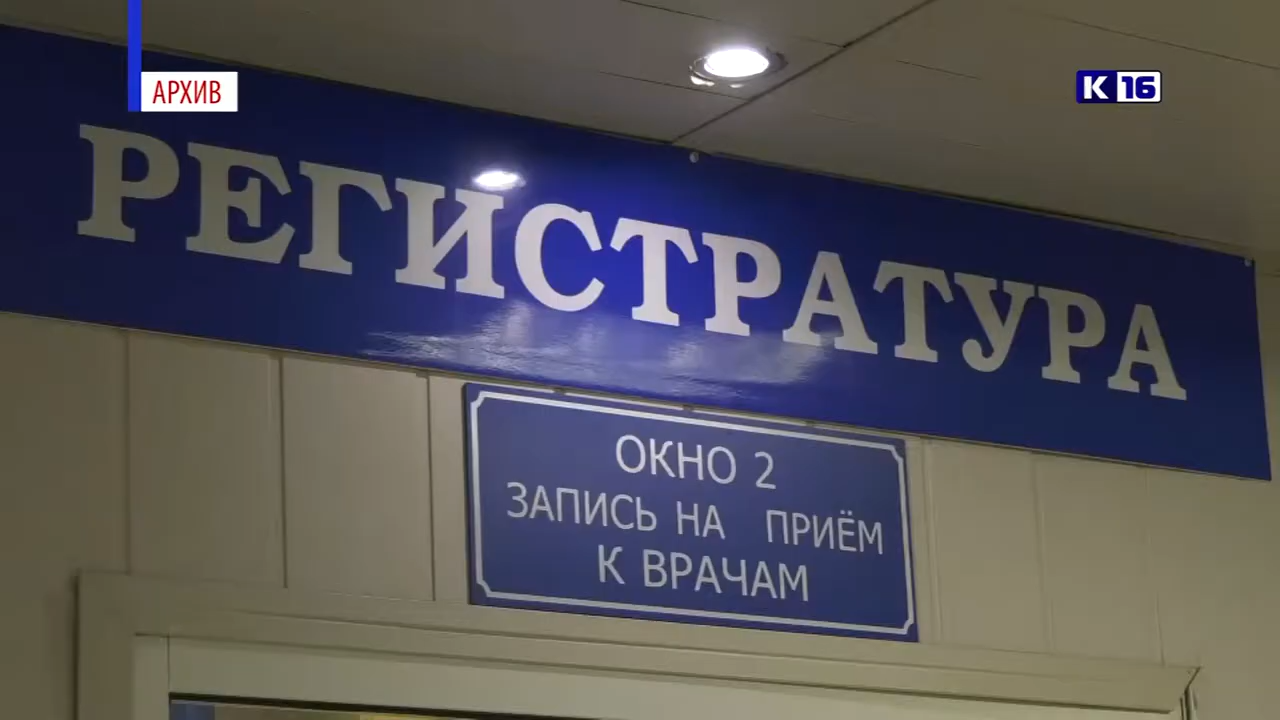 АРХИВ
K 16
РЕГИСТРАТУРА
ОКНО 2
ЗАПИСЬ НА ПРИЁМ
К ВРАЧАМ